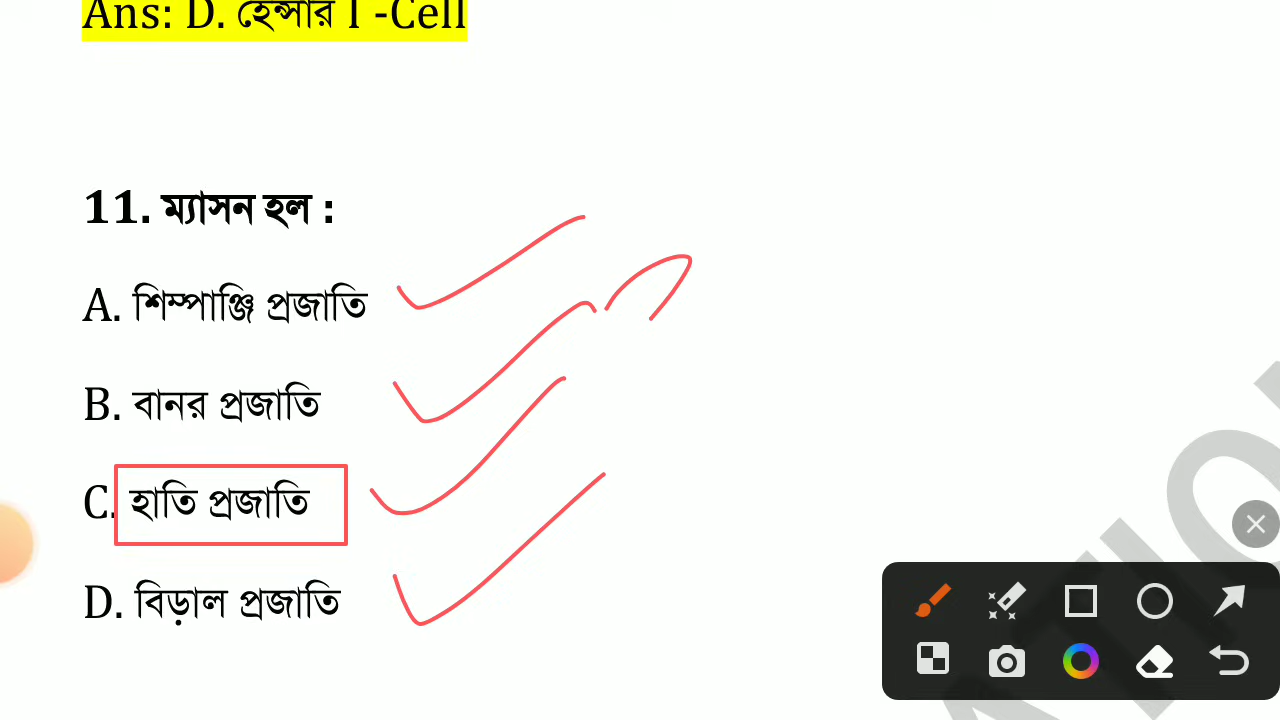 Ans: D. হেন্সার I -Cell
11. ম্যাসন হল :
A. শিম্পাঞ্জি প্রজাতি
B. বানর প্রজাতি
C. হাতি প্রজাতি
D. বিড়াল প্রজাতি